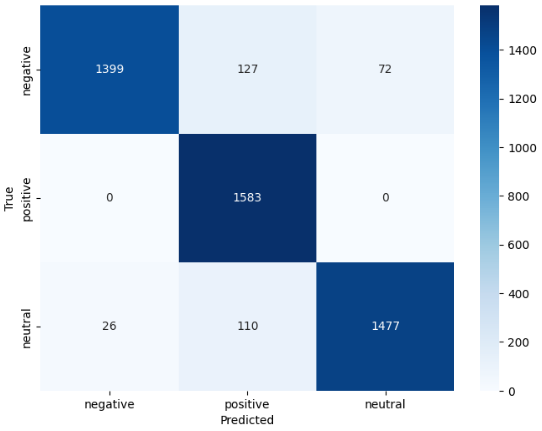 negative 1399 127 72
positive 0 1583 0
neutral 26 110 1477
True
negative positive neutral
Predicted
1400
1200
1000
800
600
400
200
0